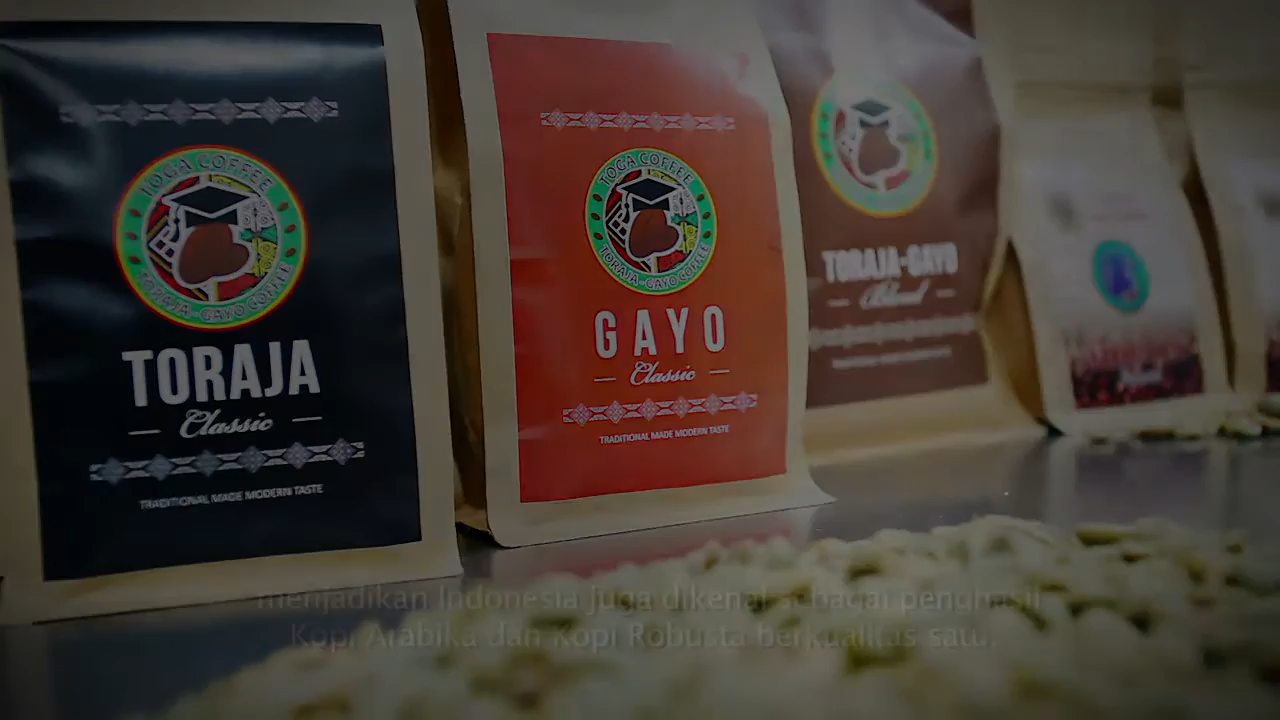 TOGA COFFEE
TORAJA - GAYO COFFEE
TORAJA
Classic
TRADITIONAL MADE MODERN TASTE
TOGA COFFEE
TORAJA - GAYO COFFEE
GAYO
Classic
TRADITIONAL MADE MODERN TASTE
TORAJA-GAYO
Blend
menjadikan Indonesia juga dikenal sebagai penghasil
Kopi Arabika dan Kopi Robusta berkualitas satu.